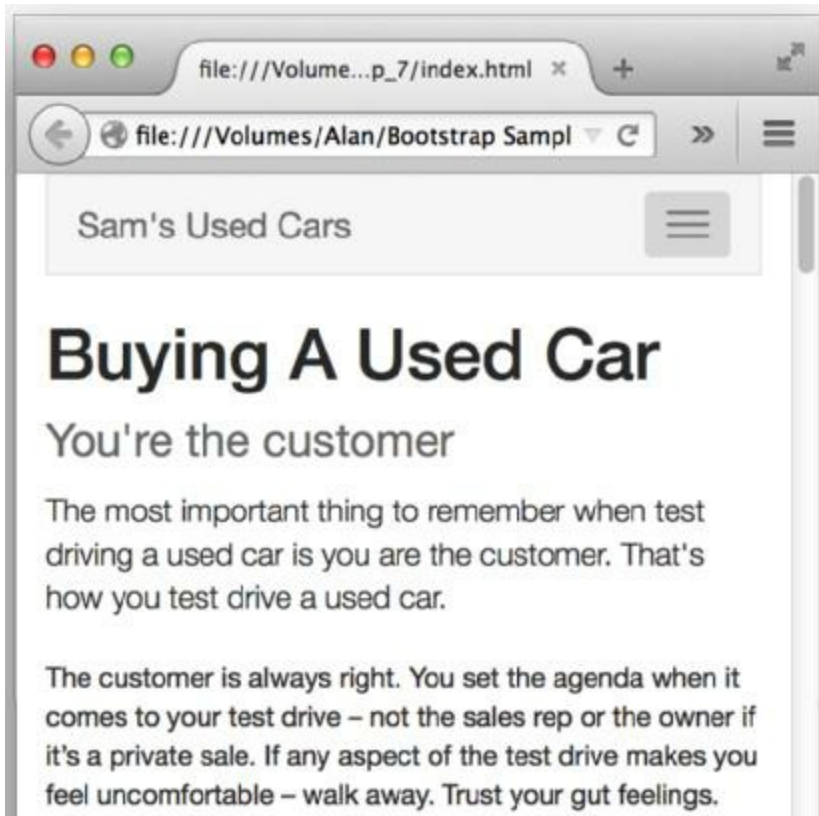 file:///Volume...p_7/index.html
file:///Volumes/Alan/Bootstrap Sampl
Sam's Used Cars
Buying A Used Car
You're the customer
The most important thing to remember when test
driving a used car is you are the customer. That's
how you test drive a used car.
The customer is always right. You set the agenda when it
comes to your test drive – not the sales rep or the owner if
it’s a private sale. If any aspect of the test drive makes you
feel uncomfortable – walk away. Trust your gut feelings.